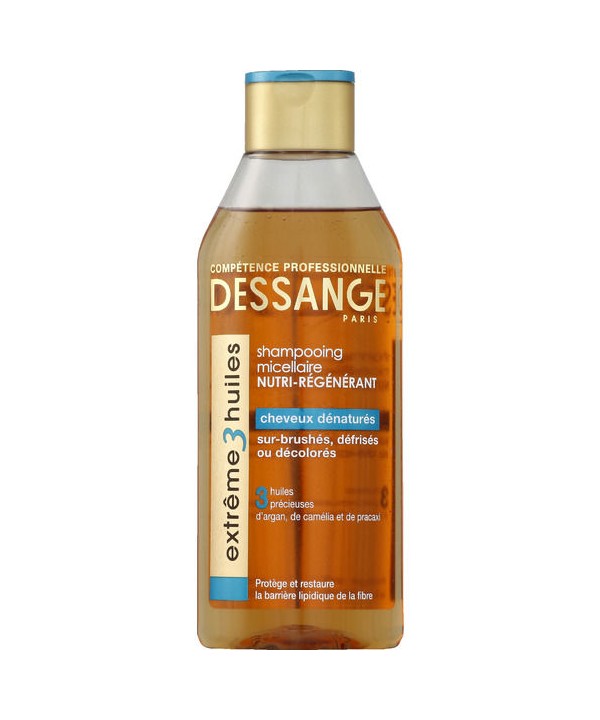 COMPÉTENCE PROFESSIONNELLE
DESSANGE
PARIS
extrême 3 huiles
shampooing
micellaire
NUTRI-RÉGÉNÉRANT
cheveux dénaturés
sur-brushés, défrisés
ou décolorés
3 huiles
précieuses
d'argan, de camélia et de pracaxi
Protège et restaure
la barrière lipidique de la fibre